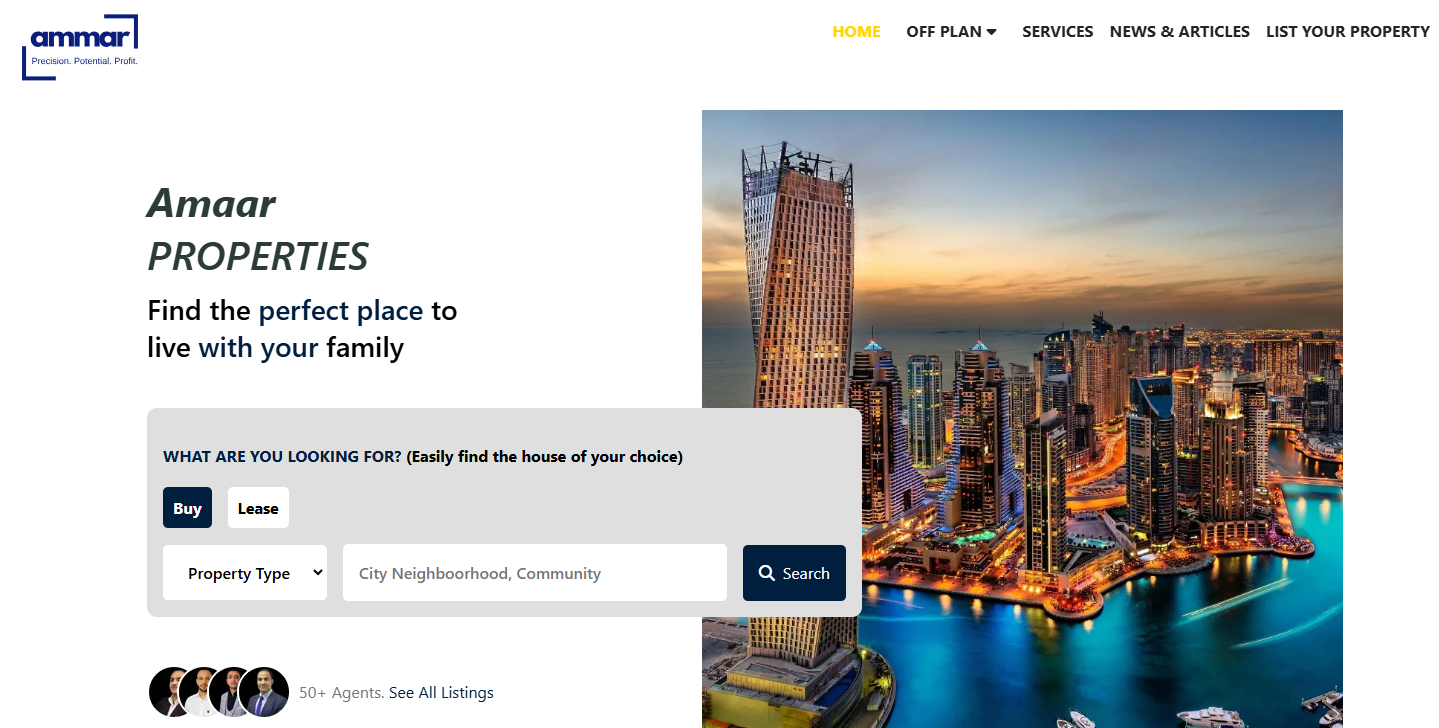 ammar
Precision. Potential. Profit.
HOME OFF PLAN SERVICES NEWS & ARTICLES LIST YOUR PROPERTY
Amaar
PROPERTIES
Find the perfect place to
live with your family
WHAT ARE YOU LOOKING FOR? (Easily find the house of your choice)
Buy Lease
Property Type City Neighboorhood, Community Search
50+ Agents. See All Listings